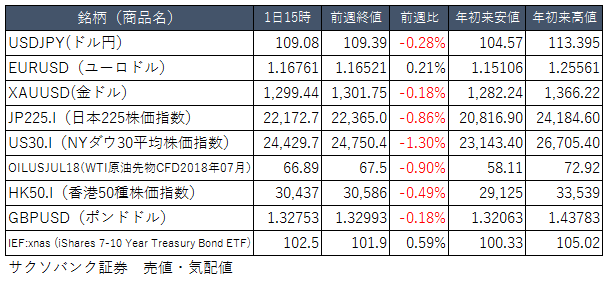 銘柄（商品名） 1日15時 前週終値 前週比 年初来安値 年初来高値
USDJPY(ドル円) 109.08 109.39 -0.28% 104.57 113.395
EURUSD（ユーロドル） 1.16761 1.16521 0.21% 1.15106 1.25561
XAUUSD(金ドル) 1,299.44 1,301.75 -0.18% 1,282.24 1,366.22
JP225.I（日本225株価指数） 22,172.7 22,365.0 -0.86% 20,816.90 24,184.60
US30.I（NYダウ30平均株価指数） 24,429.7 24,750.4 -1.30% 23,143.40 26,705.40
OILUSJUL18(WTI原油先物CFD2018年07月) 66.89 67.5 -0.90% 58.11 72.92
HK50.I（香港50種株価指数） 30,437 30,586 -0.49% 29,125 33,539
GBPUSD（ポンドドル） 1.32753 1.32993 -0.18% 1.32063 1.43783
IEF:xnas (iShares 7-10 Year Treasury Bond ETF) 102.5 101.9 0.59% 100.33 105.02
サクソバンク証券　売値・気配値